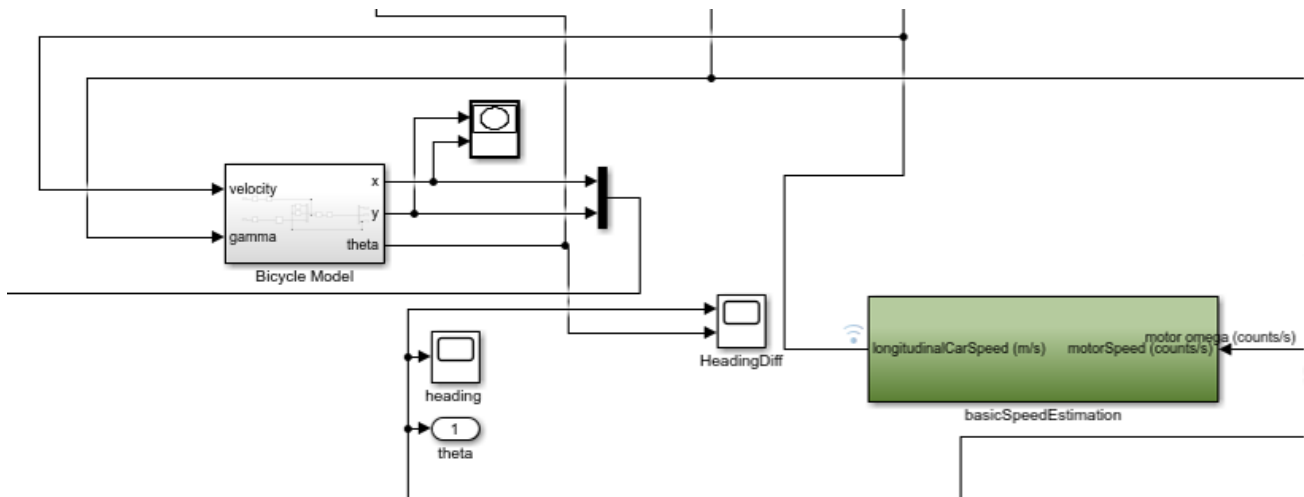 velocity
x
y
gamma
theta
Bicycle Model
HeadingDiff
heading
1
theta
longitudinalCarSpeed (m/s)
motor omega (counts/s)
motorSpeed (counts/s)
basicSpeedEstimation